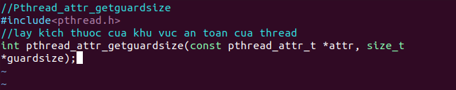 //Pthread_attr_getguardsize
#include<pthread.h>
//lay kich thuoc cua khu vuc an toan cua thread
int pthread_attr_getguardsize(const pthread_attr_t *attr, size_t
*guardsize);
~
~